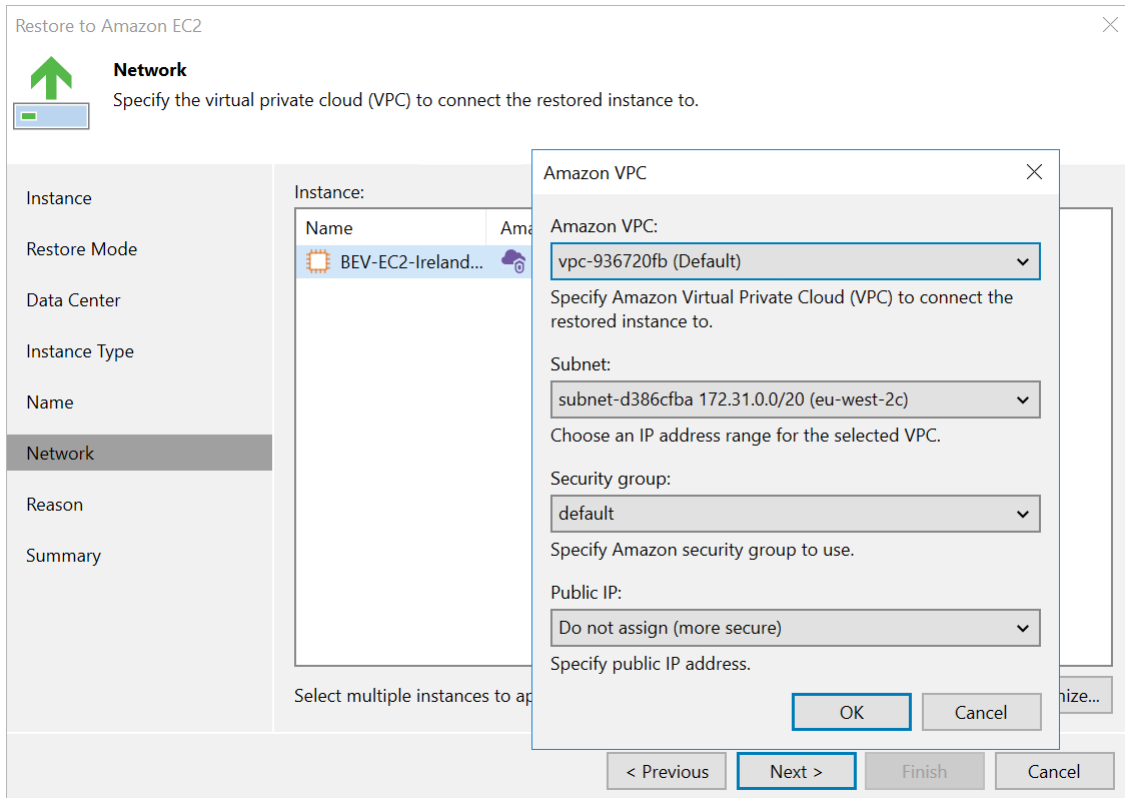 Restore to Amazon EC2
Network
Specify the virtual private cloud (VPC) to connect the restored instance to.
Instance
Restore Mode
Data Center
Instance Type
Name
Network
Reason
Summary
Instance:
Name
Ama
BEV-EC2-Ireland...
Select multiple instances to ap
nize...
Amazon VPC
Amazon VPC:
vpc-936720fb (Default)
Specify Amazon Virtual Private Cloud (VPC) to connect the
restored instance to.
Subnet:
subnet-d386cfba 172.31.0.0/20 (eu-west-2c)
Choose an IP address range for the selected VPC.
Security group:
default
Specify Amazon security group to use.
Public IP:
Do not assign (more secure)
Specify public IP address.
OK
Cancel
< Previous
Next >
Finish
Cancel